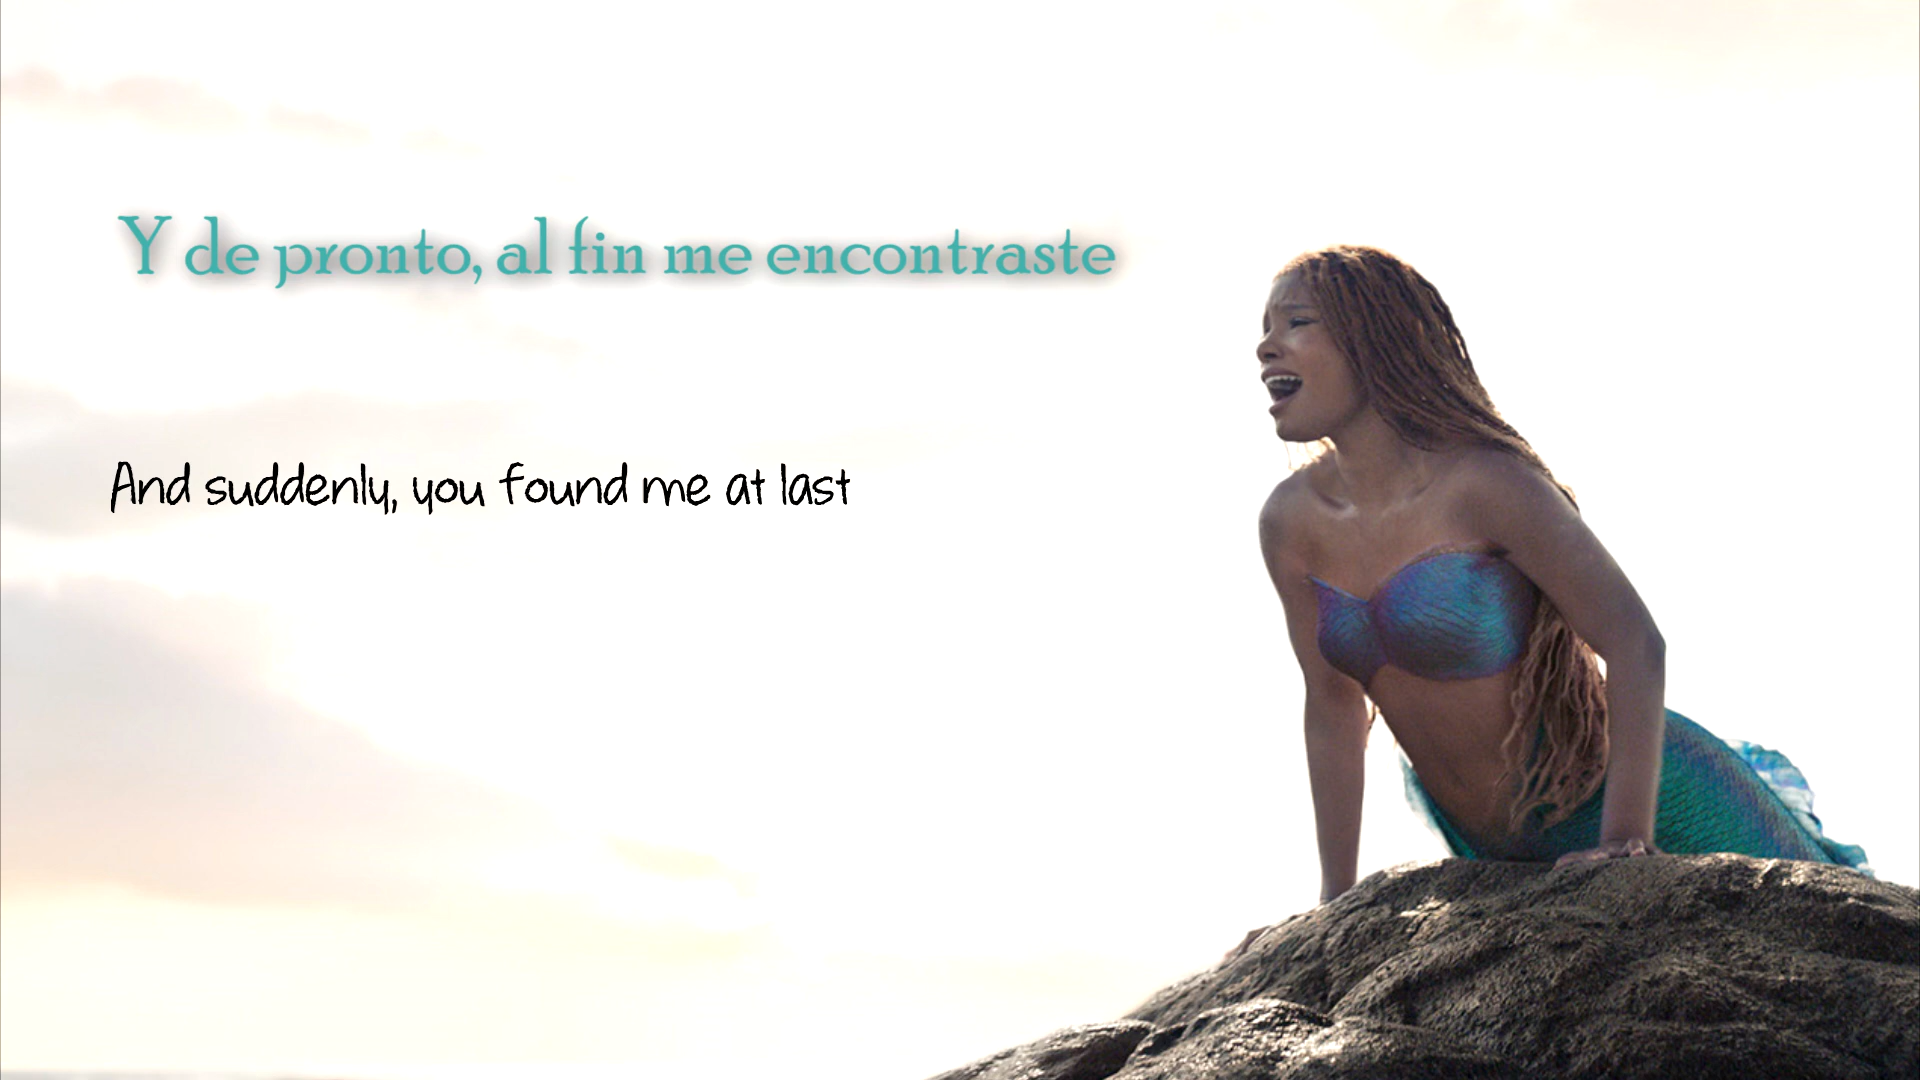 Y de pronto, al fin me encontraste
And suddenly, you found me at last